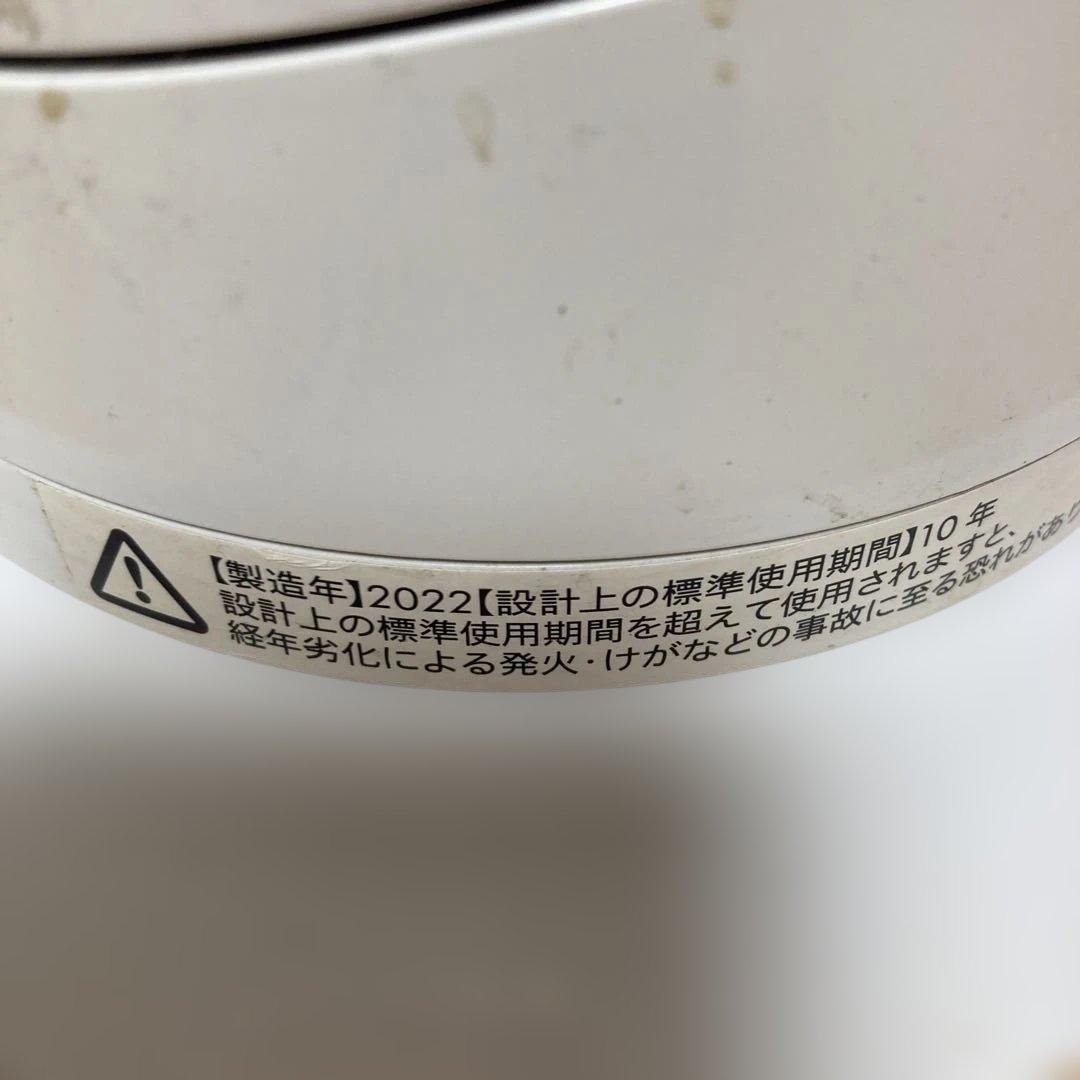 【製造年】2022【設計上の標準使用期間】10年
設計上の標準使用期間を超えて使用されますと、
経年劣化による発火・けがなどの事故に至る恐れがあり